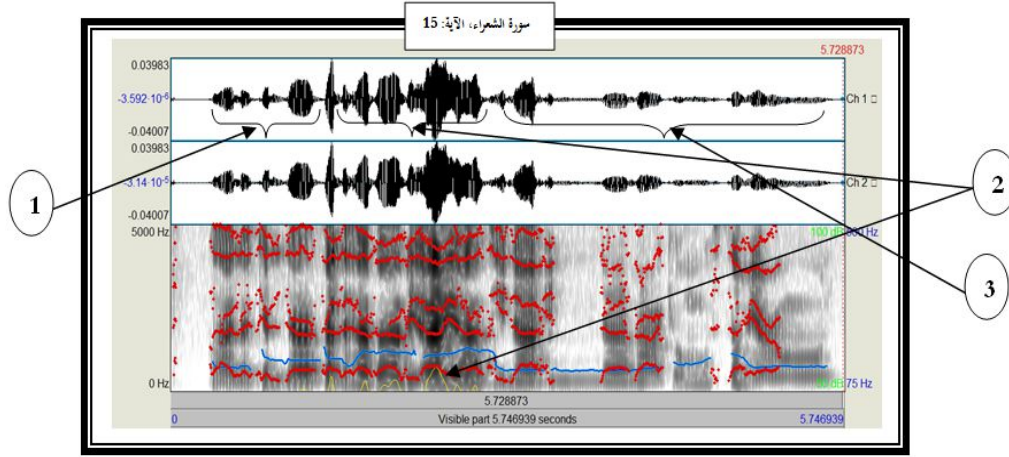 سورة الشعراء، الآية: 15
5.728873
0.03983
-3.592·10-6
-0.04007
Ch 1
0.03983
-3.14·10-5
-0.04007
Ch 2
5000 Hz
100 dB
0 Hz
75 Hz
5.728873
0
Visible part 5.746939 seconds
5.746939
1
2
3